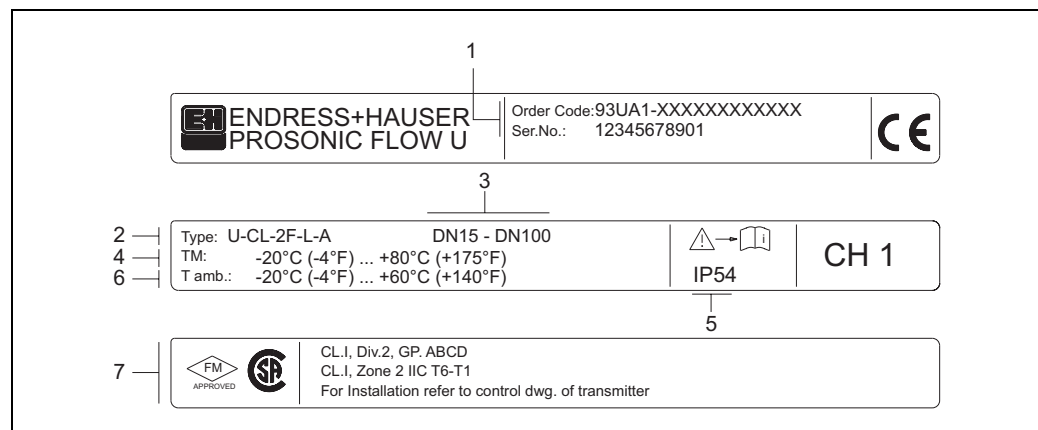 1
E+H ENDRESS+HAUSER
PROSONIC FLOW U
Order Code:93UA1-XXXXXXXXXXXX
Ser.No.: 12345678901
CE
3
2 Type: U-CL-2F-L-A DN15 - DN100
4 TM: -20°C (-4°F) ... +80°C (+175°F)
6 T amb.: -20°C (-4°F) ... +60°C (+140°F)
i
IP54
CH 1
5
7
FM
APPROVED
SA
CL.I, Div.2, GP. ABCD
CL.I, Zone 2 IIC T6-T1
For Installation refer to control dwg. of transmitter